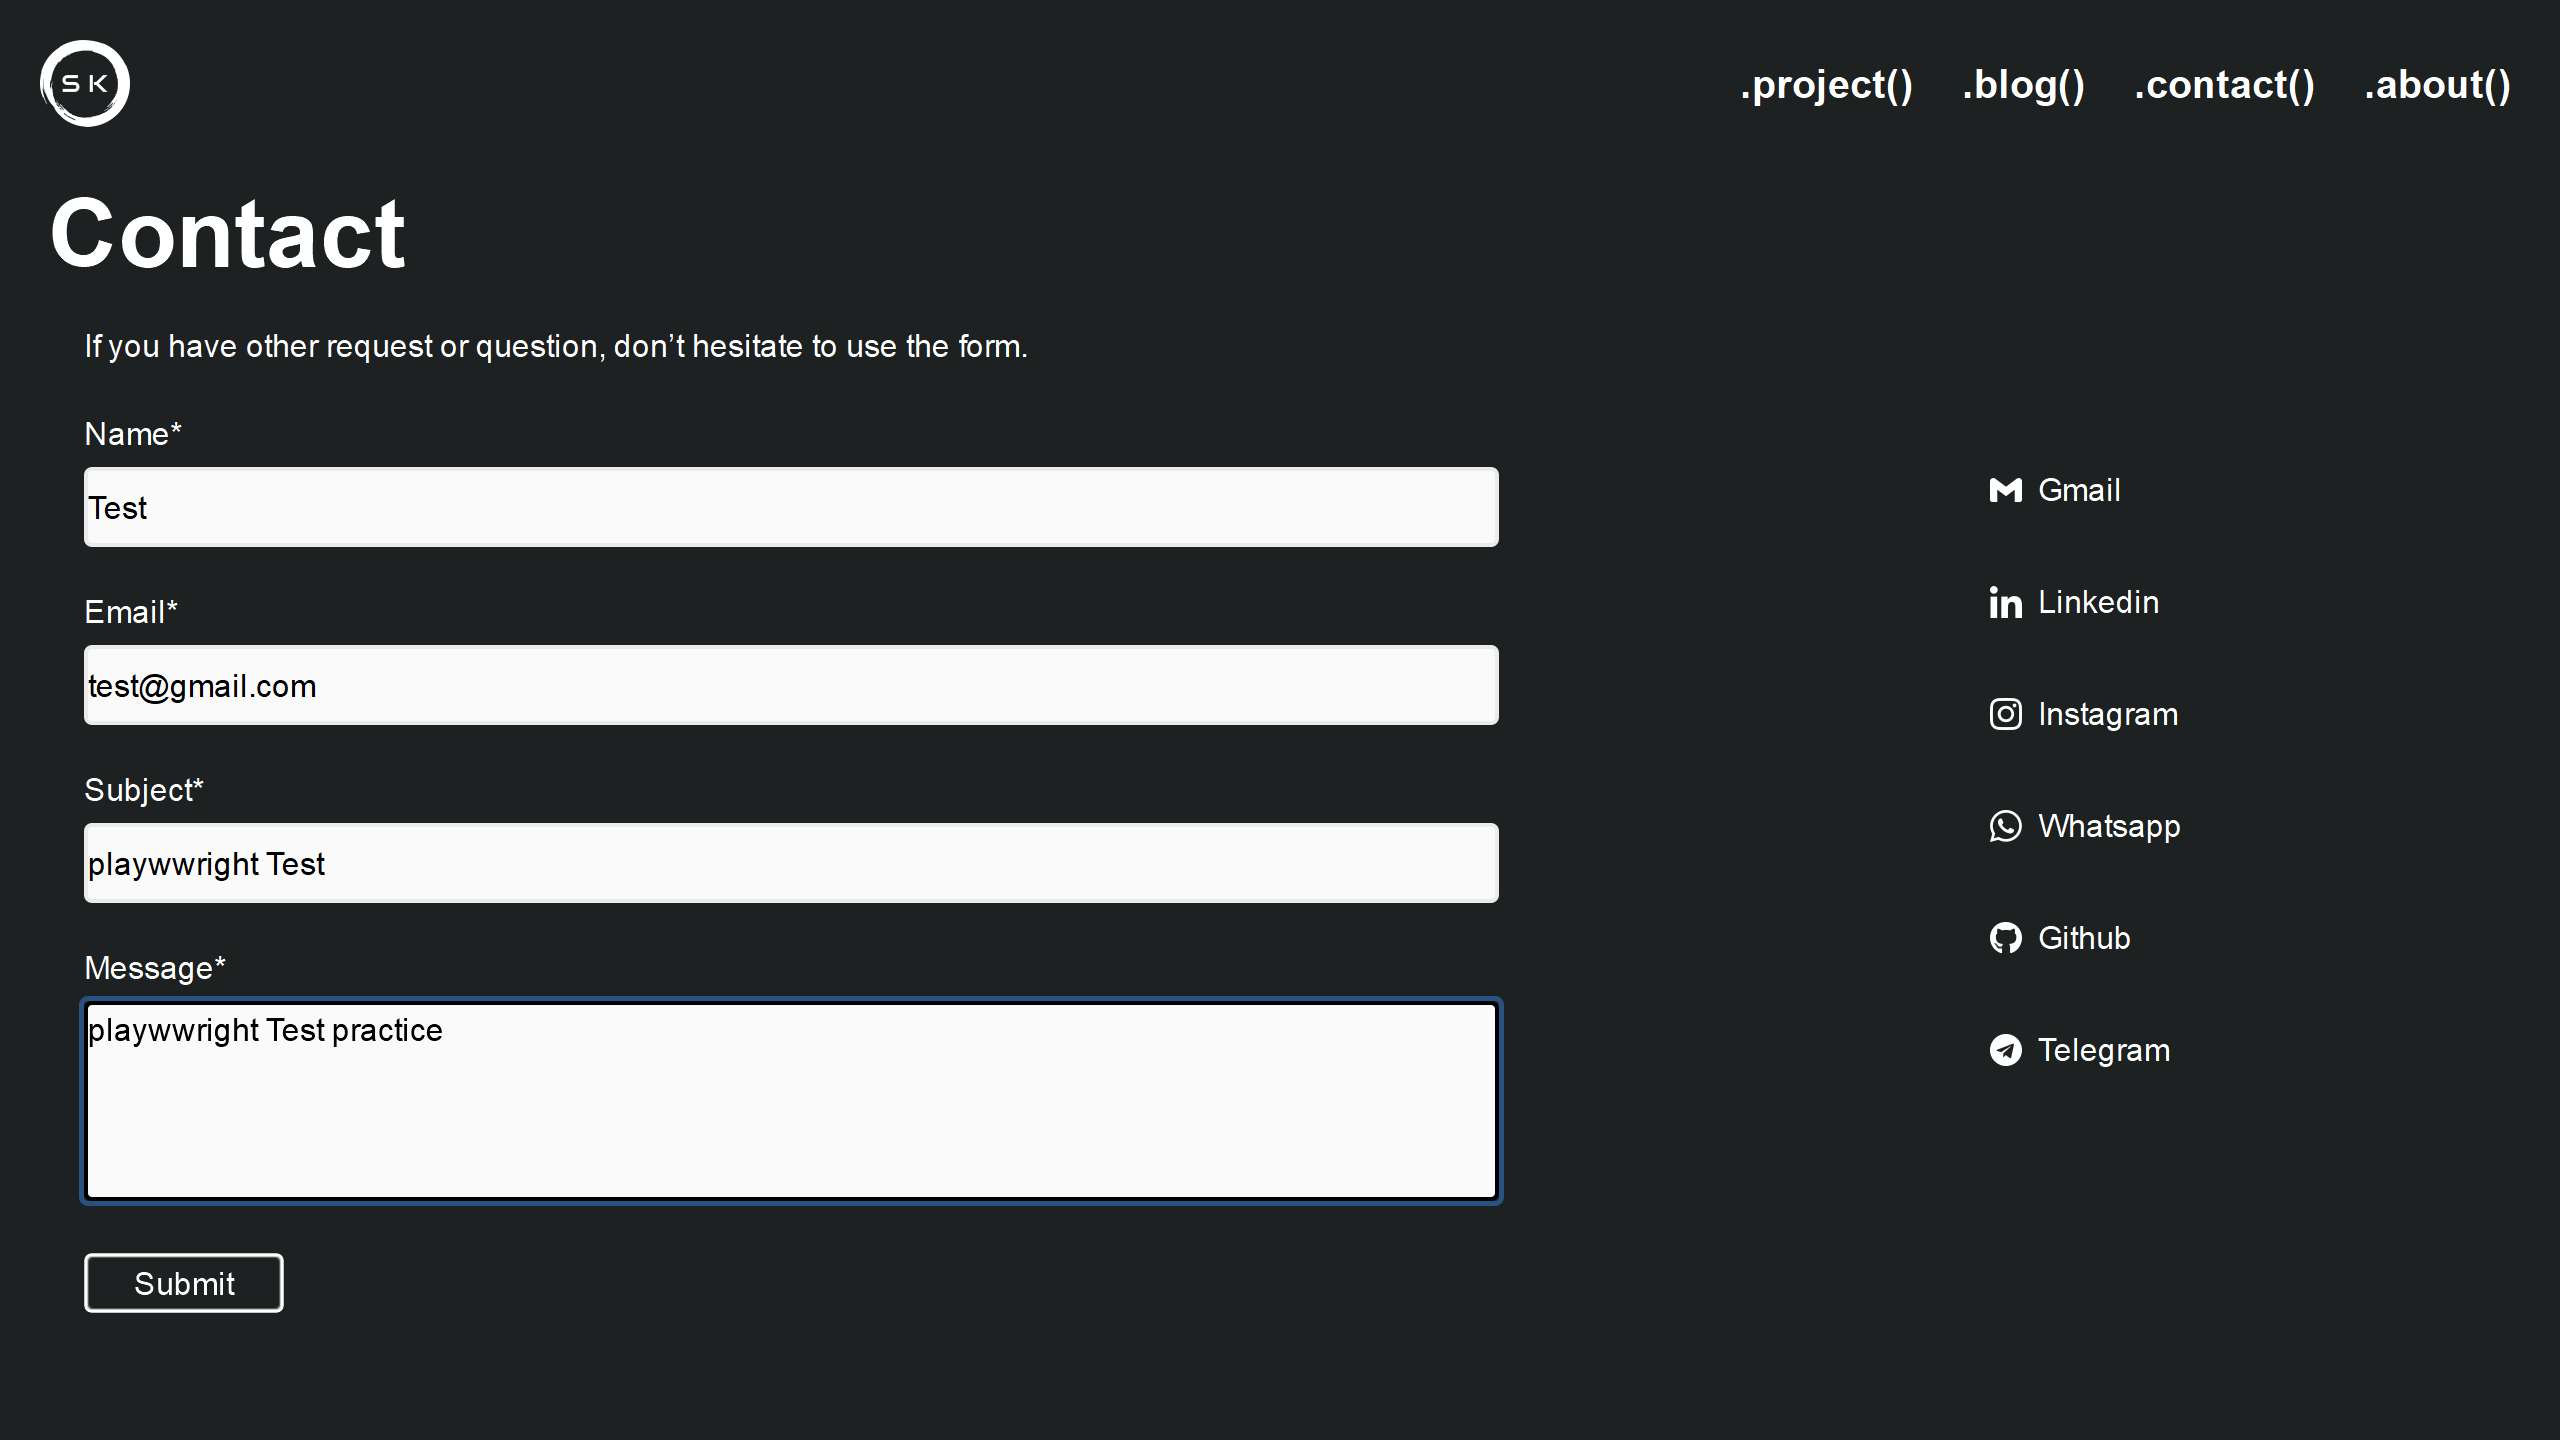 SK
.project() .blog() .contact() .about()
Contact
If you have other request or question, don’t hesitate to use the form.
Name*
Test
Email*
test@gmail.com
Subject*
playwwright Test
Message*
playwwright Test practice
Submit
Gmail
Linkedin
Instagram
Whatsapp
Github
Telegram